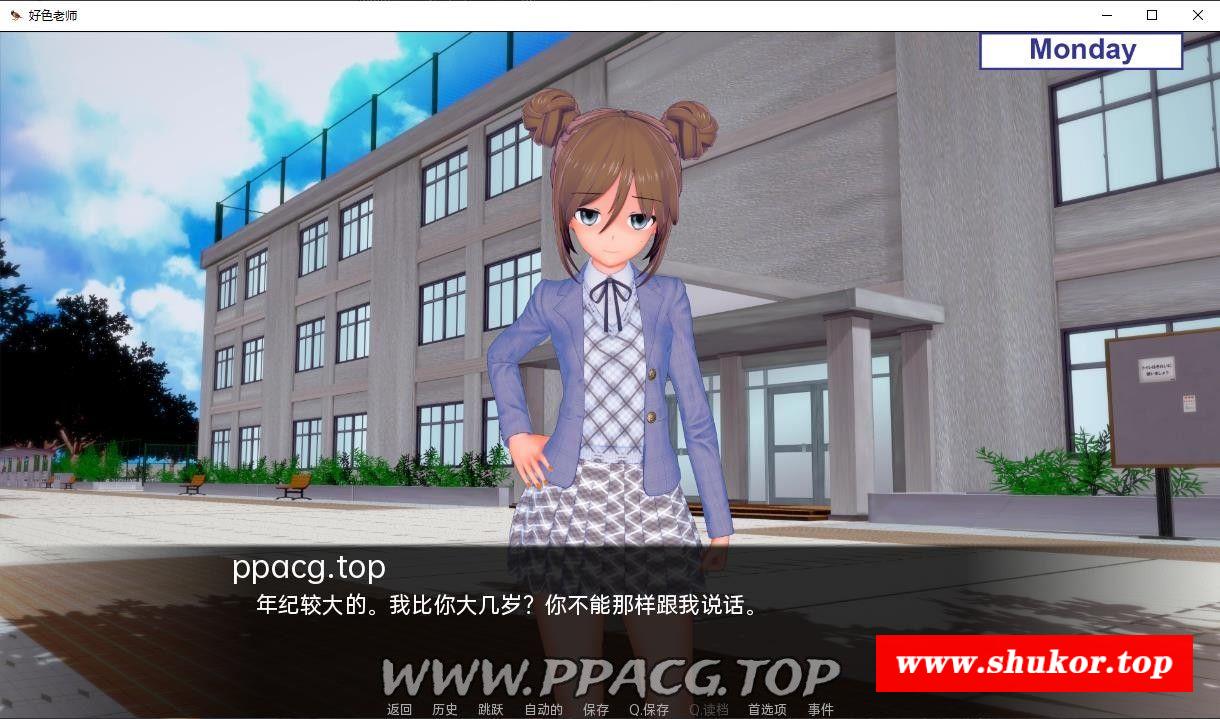 好色老师
Monday
ppacg.top
年纪较大的。我比你大几岁？你不能那样跟我说话。
www.shukor.top
WWW.PPACG.TOP
返回 历史 跳跃 自动的 保存 Q.保存 Q.读档 首选项 事件